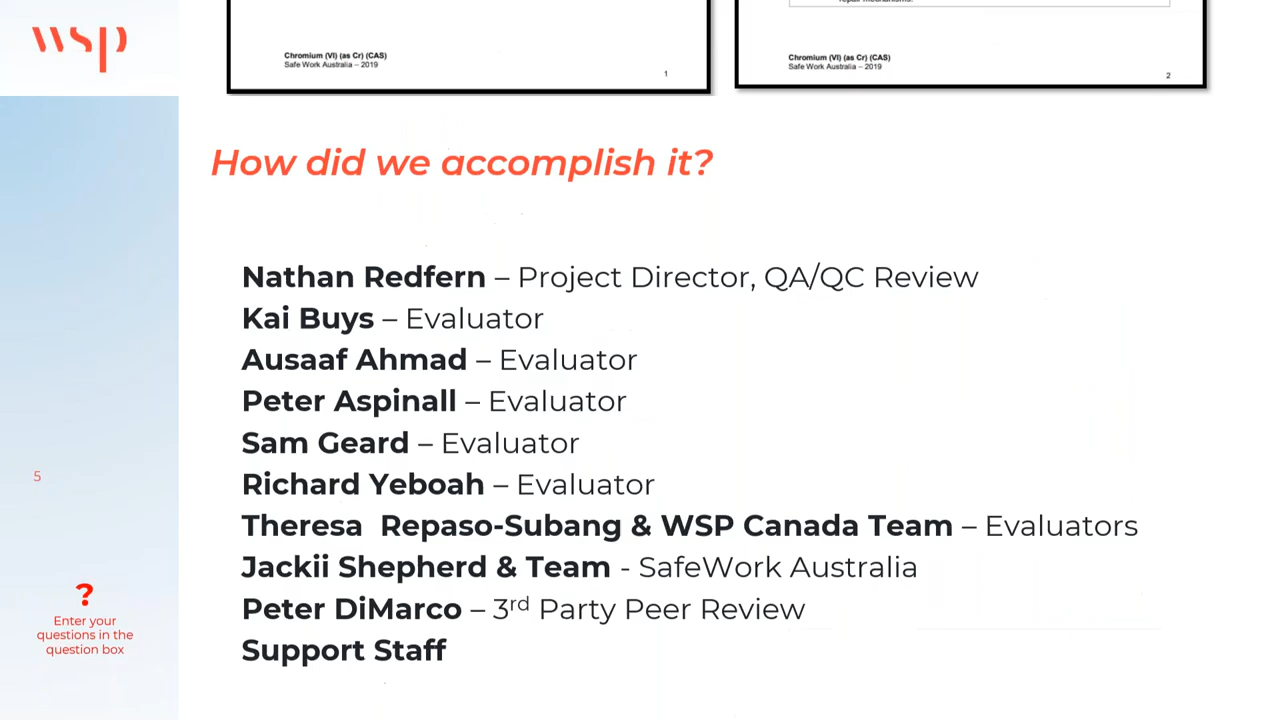 wsp
repair mechanisms.
Chromium (VI) (as Cr) (CAS)
Safe Work Australia – 2019
1
Chromium (VI) (as Cr) (CAS)
Safe Work Australia – 2019
2
How did we accomplish it?
Nathan Redfern – Project Director, QA/QC Review
Kai Buys – Evaluator
Ausaaf Ahmad – Evaluator
Peter Aspinall – Evaluator
Sam Geard – Evaluator
Richard Yeboah – Evaluator
Theresa  Repaso-Subang & WSP Canada Team – Evaluators
Jackii Shepherd & Team - SafeWork Australia
Peter DiMarco – 3rd Party Peer Review
Support Staff
5
?
Enter your
questions in the
question box